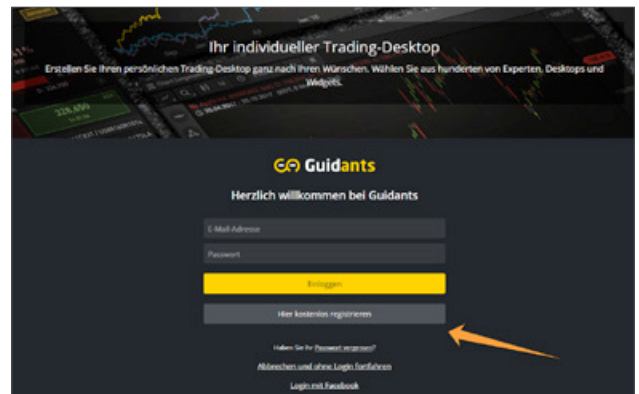 Ihr individueller Trading-Desktop
Erstellen Sie Ihren persönlichen Trading-Desktop ganz nach Ihren Wünschen. Wählen Sie aus hunderten von Experten, Desktops und
Widgets.
Guidants
Herzlich willkommen bei Guidants
E-Mail-Adresse
Passwort
Einloggen
Hier kostenlos registrieren
Haben Sie Ihr Passwort vergessen?
Abbrechen und ohne Login fortfahren
Login mit Facebook